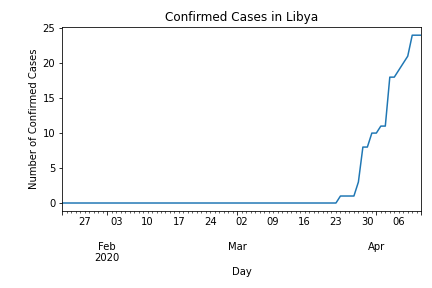 Confirmed Cases in Libya
25
20
15
10
5
0
Number of Confirmed Cases
27 03 10 17 24 02 09 16 23 30 06
Feb Mar Apr
2020
Day